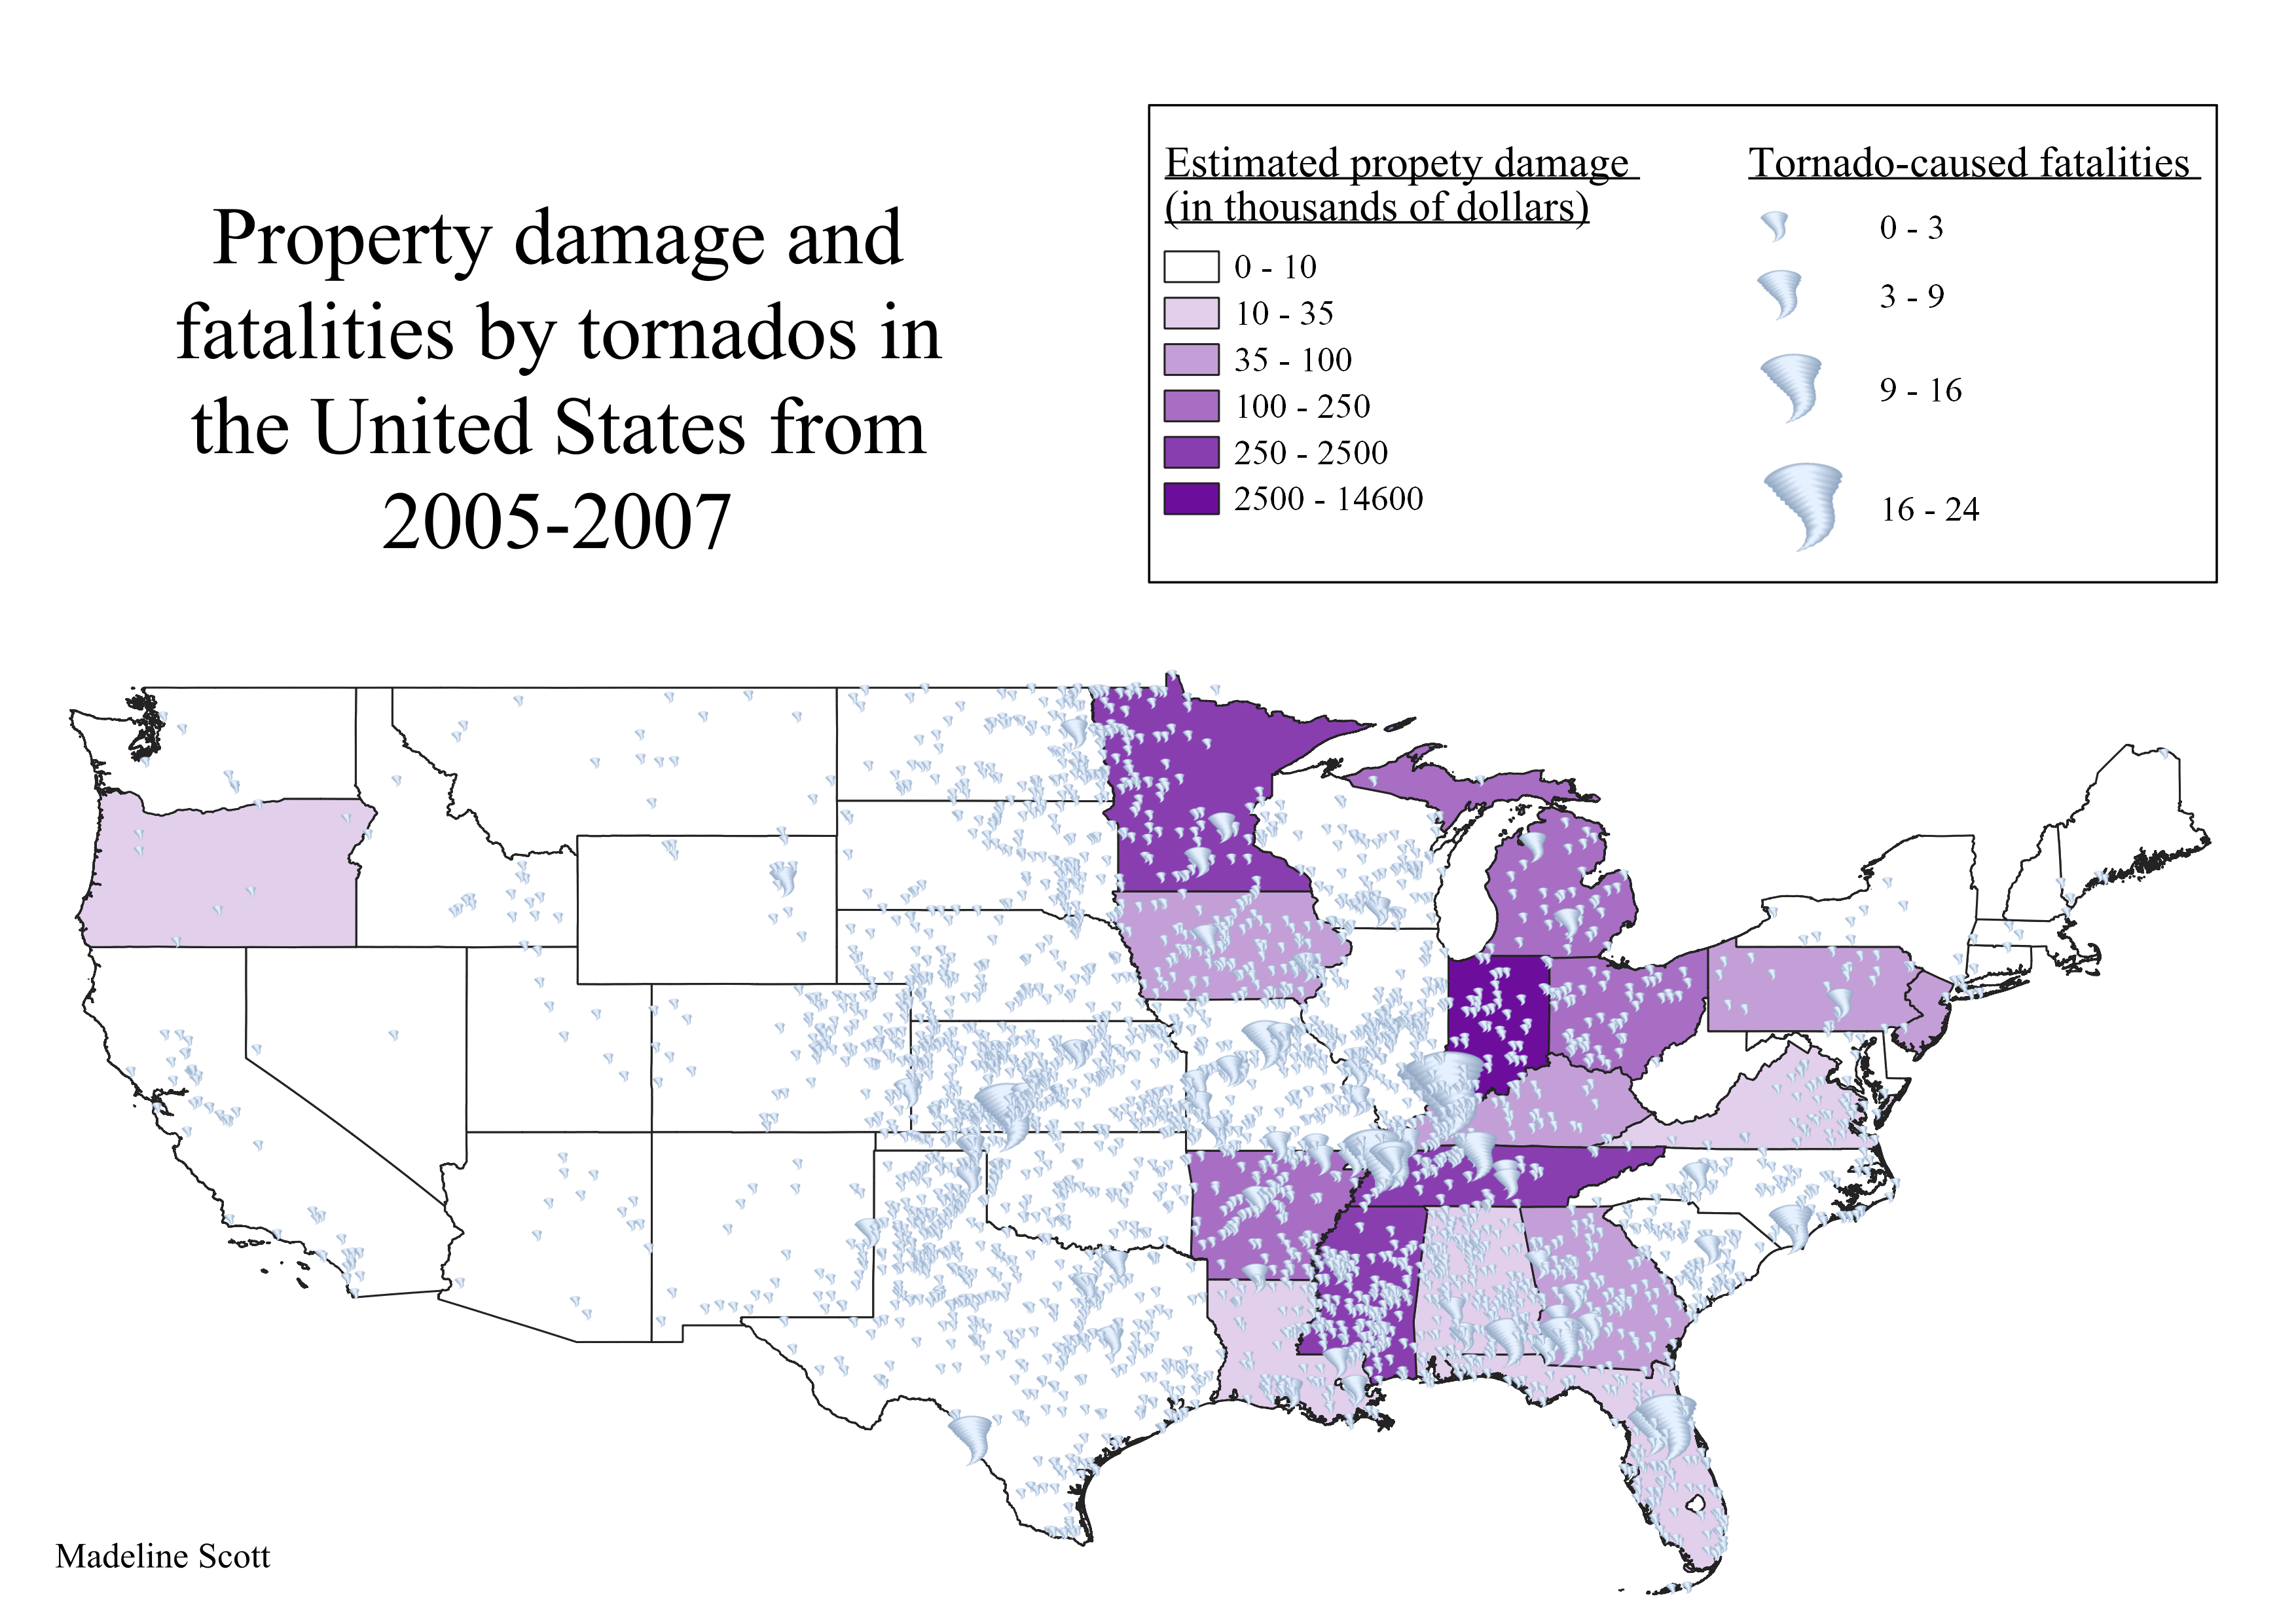 Property damage and
fatalities by tornados in
the United States from
2005-2007
Estimated propety damage
(in thousands of dollars)
0 - 10
10 - 35
35 - 100
100 - 250
250 - 2500
2500 - 14600
Tornado-caused fatalities
0 - 3
3 - 9
9 - 16
16 - 24
Madeline Scott